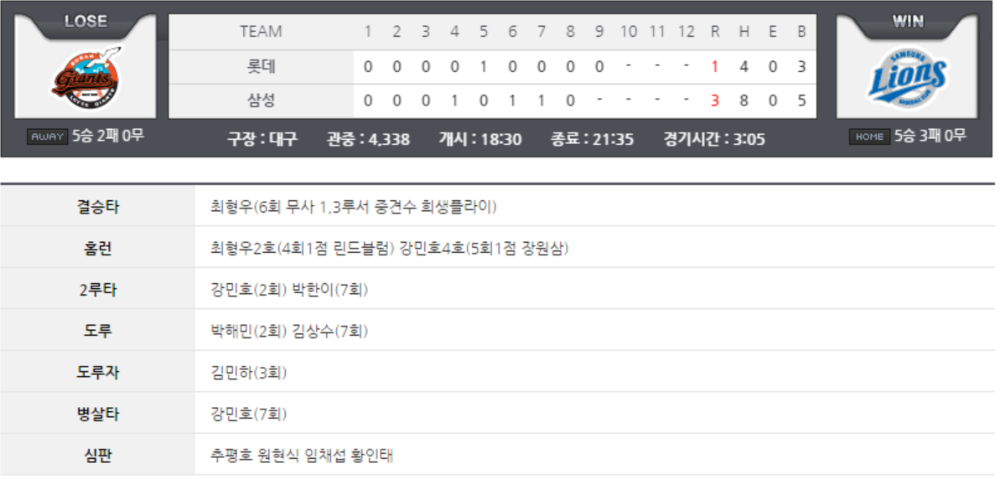 LOSE
TEAM 1 2 3 4 5 6 7 8 9 10 11 12 R H E B
WIN
롯데 0 0 0 0 1 0 0 0 0 - - - 1 4 0 3
삼성 0 0 0 1 0 1 1 0 - - - - 3 8 0 5
Giants
SAMSUNG
Lions
AWAY 5승 2패 0무
구장 : 대구 관중 : 4,338 개시 : 18:30 종료 : 21:35 경기시간 : 3:05
HOME 5승 3패 0무
결승타 최형우(6회 무사 1,3루서 중견수 희생플라이)
홈런 최형우2호(4회1점 린드블럼) 강민호4호(5회1점 장원삼)
2루타 강민호(2회) 박한이(7회)
도루 박해민(2회) 김상수(7회)
도루자 김민하(3회)
병살타 강민호(7회)
심판 추평호 원현식 임채섭 황인태